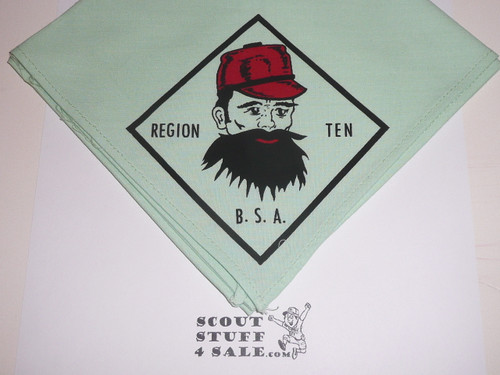 REGION TEN
B. S. A.
SCOUT
STUFF
4 SALE.com